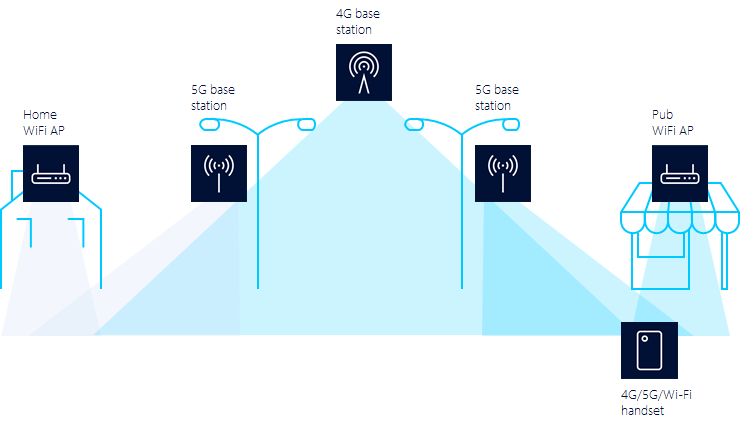 4G base
station
5G base
station
5G base
station
Home
WiFi AP
Pub
WiFi AP
4G/5G/Wi-Fi
handset